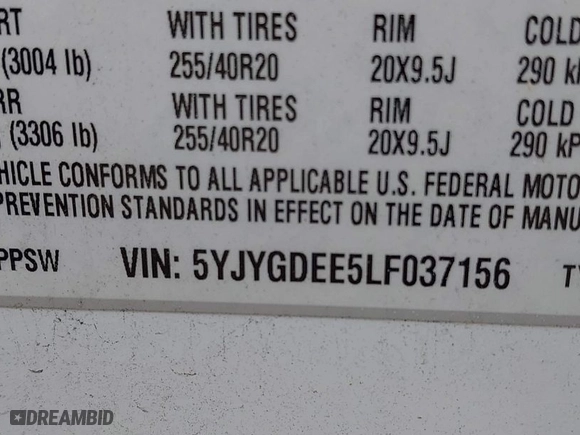 RT WITH TIRES RIM COLD
(3004 lb) 255/40R20 20X9.5J 290 k
RR WITH TIRES RIM COLD
(3306 lb) 255/40R20 20X9.5J 290 kP
HICLE CONFORMS TO ALL APPLICABLE U.S. FEDERAL MOTO
PREVENTION STANDARDS IN EFFECT ON THE DATE OF MANU
PPSW VIN: 5YJYGDEE5LF037156 TY
DREAMBID